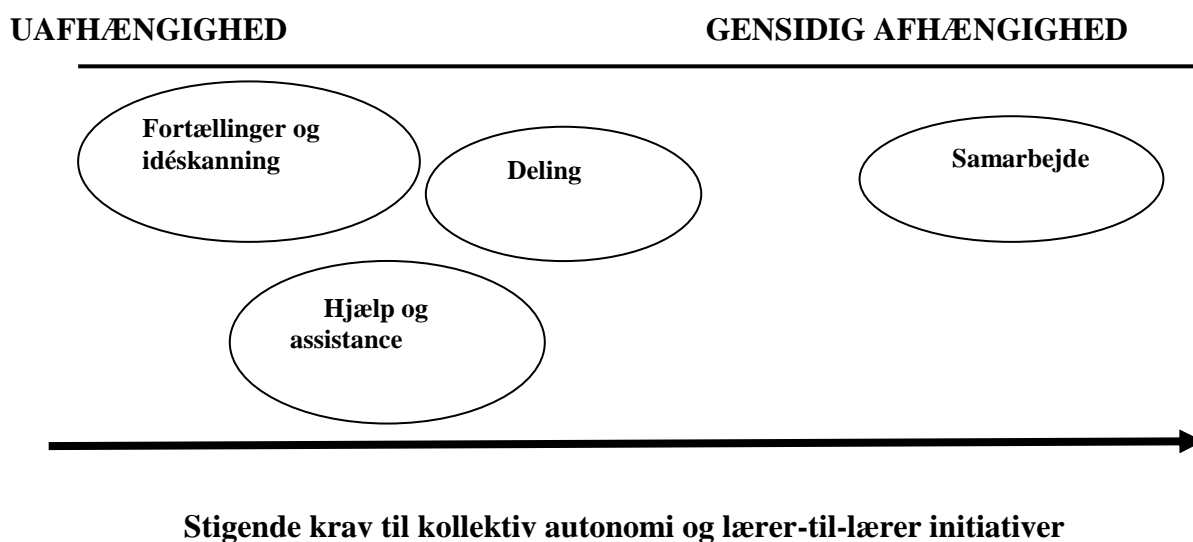 UAFHÆNGIGHED
GENSIDIG AFHÆNGIGHED
Fortællinger og
idéskanning
Deling
Samarbejde
Hjælp og
assistance
Stigende krav til kollektiv autonomi og lærer-til-lærer initiativer